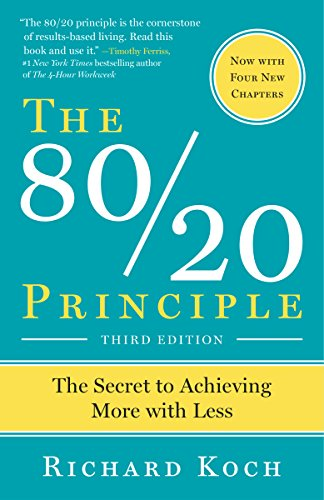 "The 80/20 principle is the cornerstone
of results-based living. Read this
book and use it." —Timothy Ferriss,
#1 New York Times bestselling author
of The 4-Hour Workweek
Now with
Four New
Chapters
The
80/20
Principle
THIRD EDITION
The Secret to Achieving
More with Less
Richard Koch